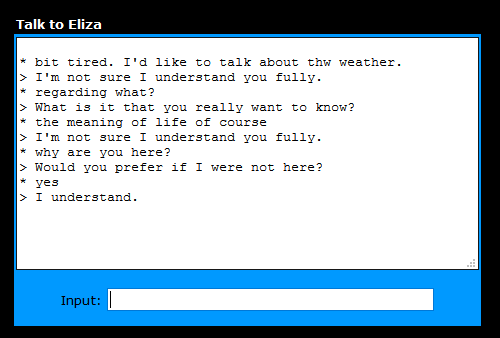 Talk to Eliza
* bit tired. I'd like to talk about thw weather.
> I'm not sure I understand you fully.
* regarding what?
> What is it that you really want to know?
* the meaning of life of course
> I'm not sure I understand you fully.
* why are you here?
> Would you prefer if I were not here?
* yes
> I understand.
Input: